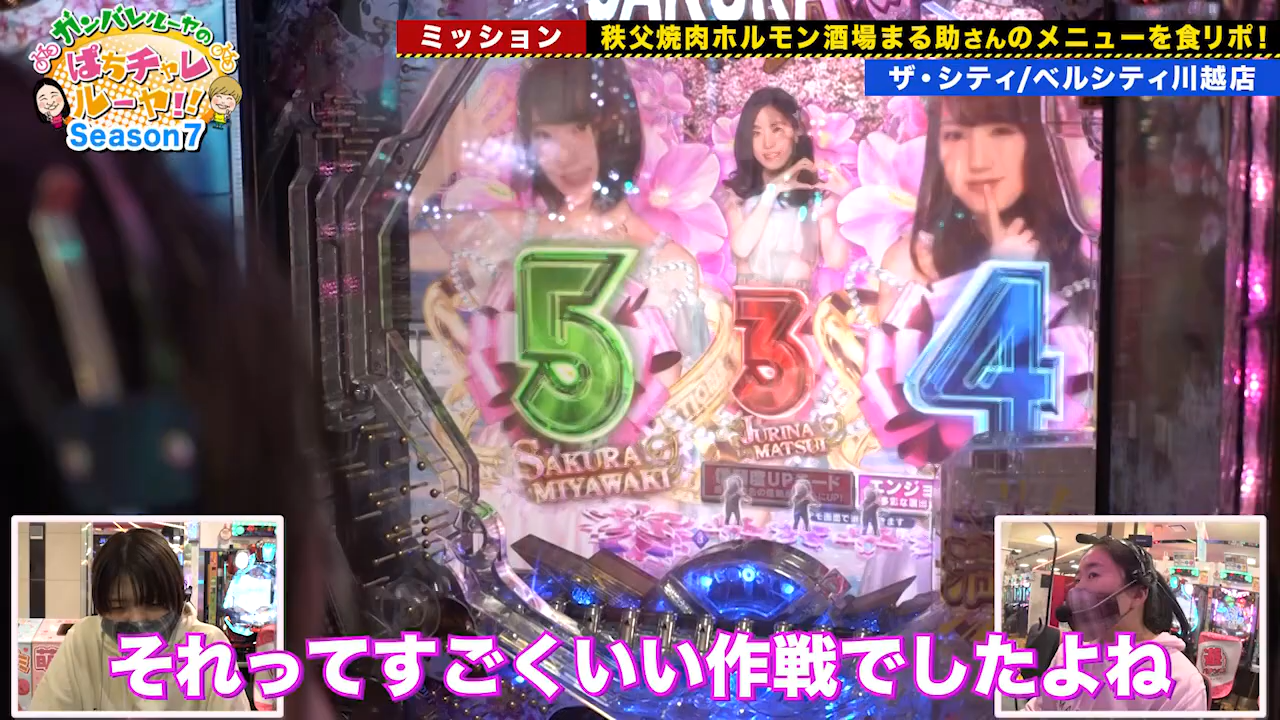 ガンバレルーヤの
ぱちチャレ
ルーヤ!!
Season7
ミッション
秩父焼肉ホルモン酒場まる助さんのメニューを食リポ!
ザ・シティ/ベルシティ川越店
5
3
4
SAKURA
MIYAWAKI
JURINA
MATSUI
エンジョ
それってすごくいい作戦でしたよね